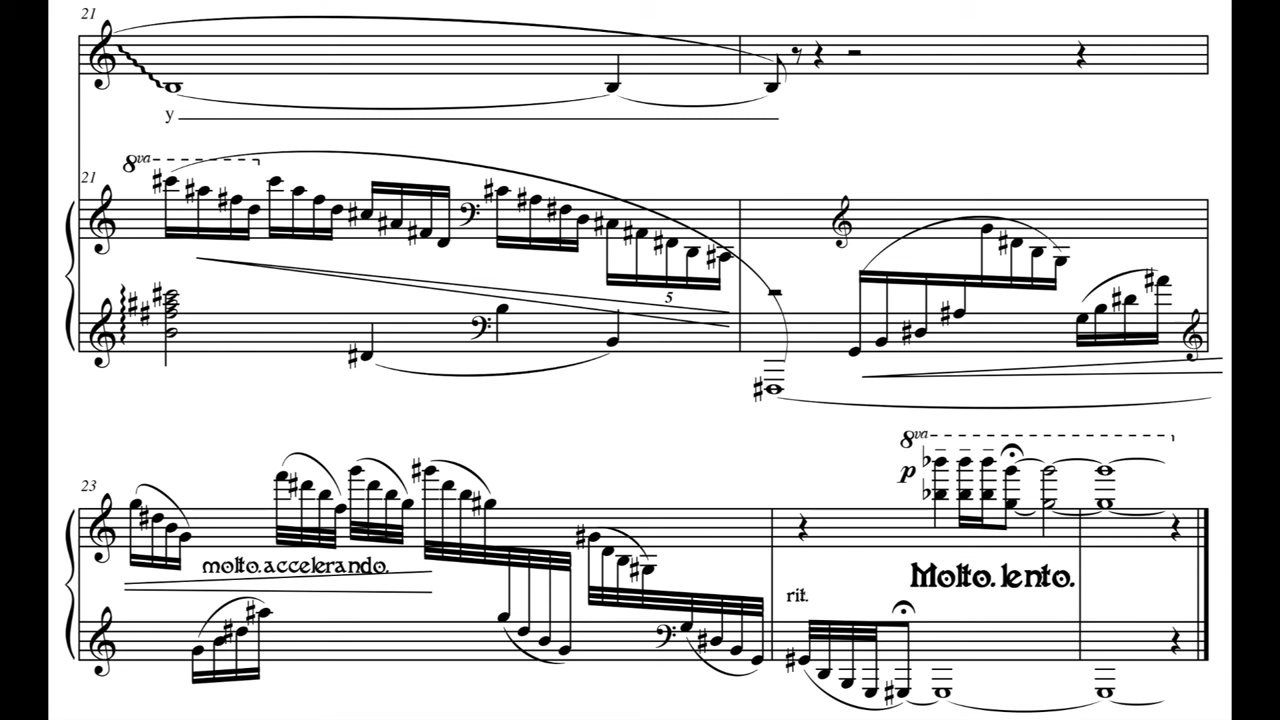 21
y
8va
21
5
8va
p
23
molto.accelerando.
Molto.lento.
rit.